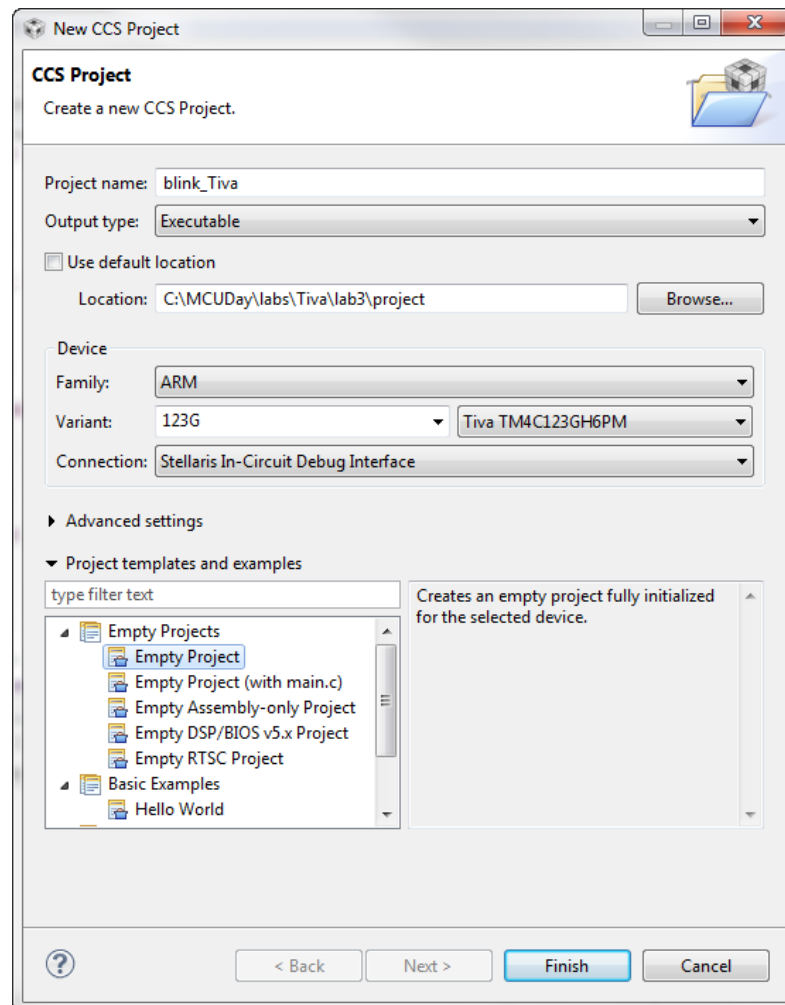 New CCS Project
CCS Project
Create a new CCS Project.
Project name: blink_Tiva
Output type: Executable
Use default location
Location: C:\MCUDay\labs\Tiva\lab3\project Browse...
Device
Family: ARM
Variant: 123G Tiva TM4C123GH6PM
Connection: Stellaris In-Circuit Debug Interface
Advanced settings
Project templates and examples
type filter text
Empty Projects
Empty Project
Empty Project (with main.c)
Empty Assembly-only Project
Empty DSP/BIOS v5.x Project
Empty RTSC Project
Basic Examples
Hello World
Creates an empty project fully initialized
for the selected device.
? < Back Next > Finish Cancel